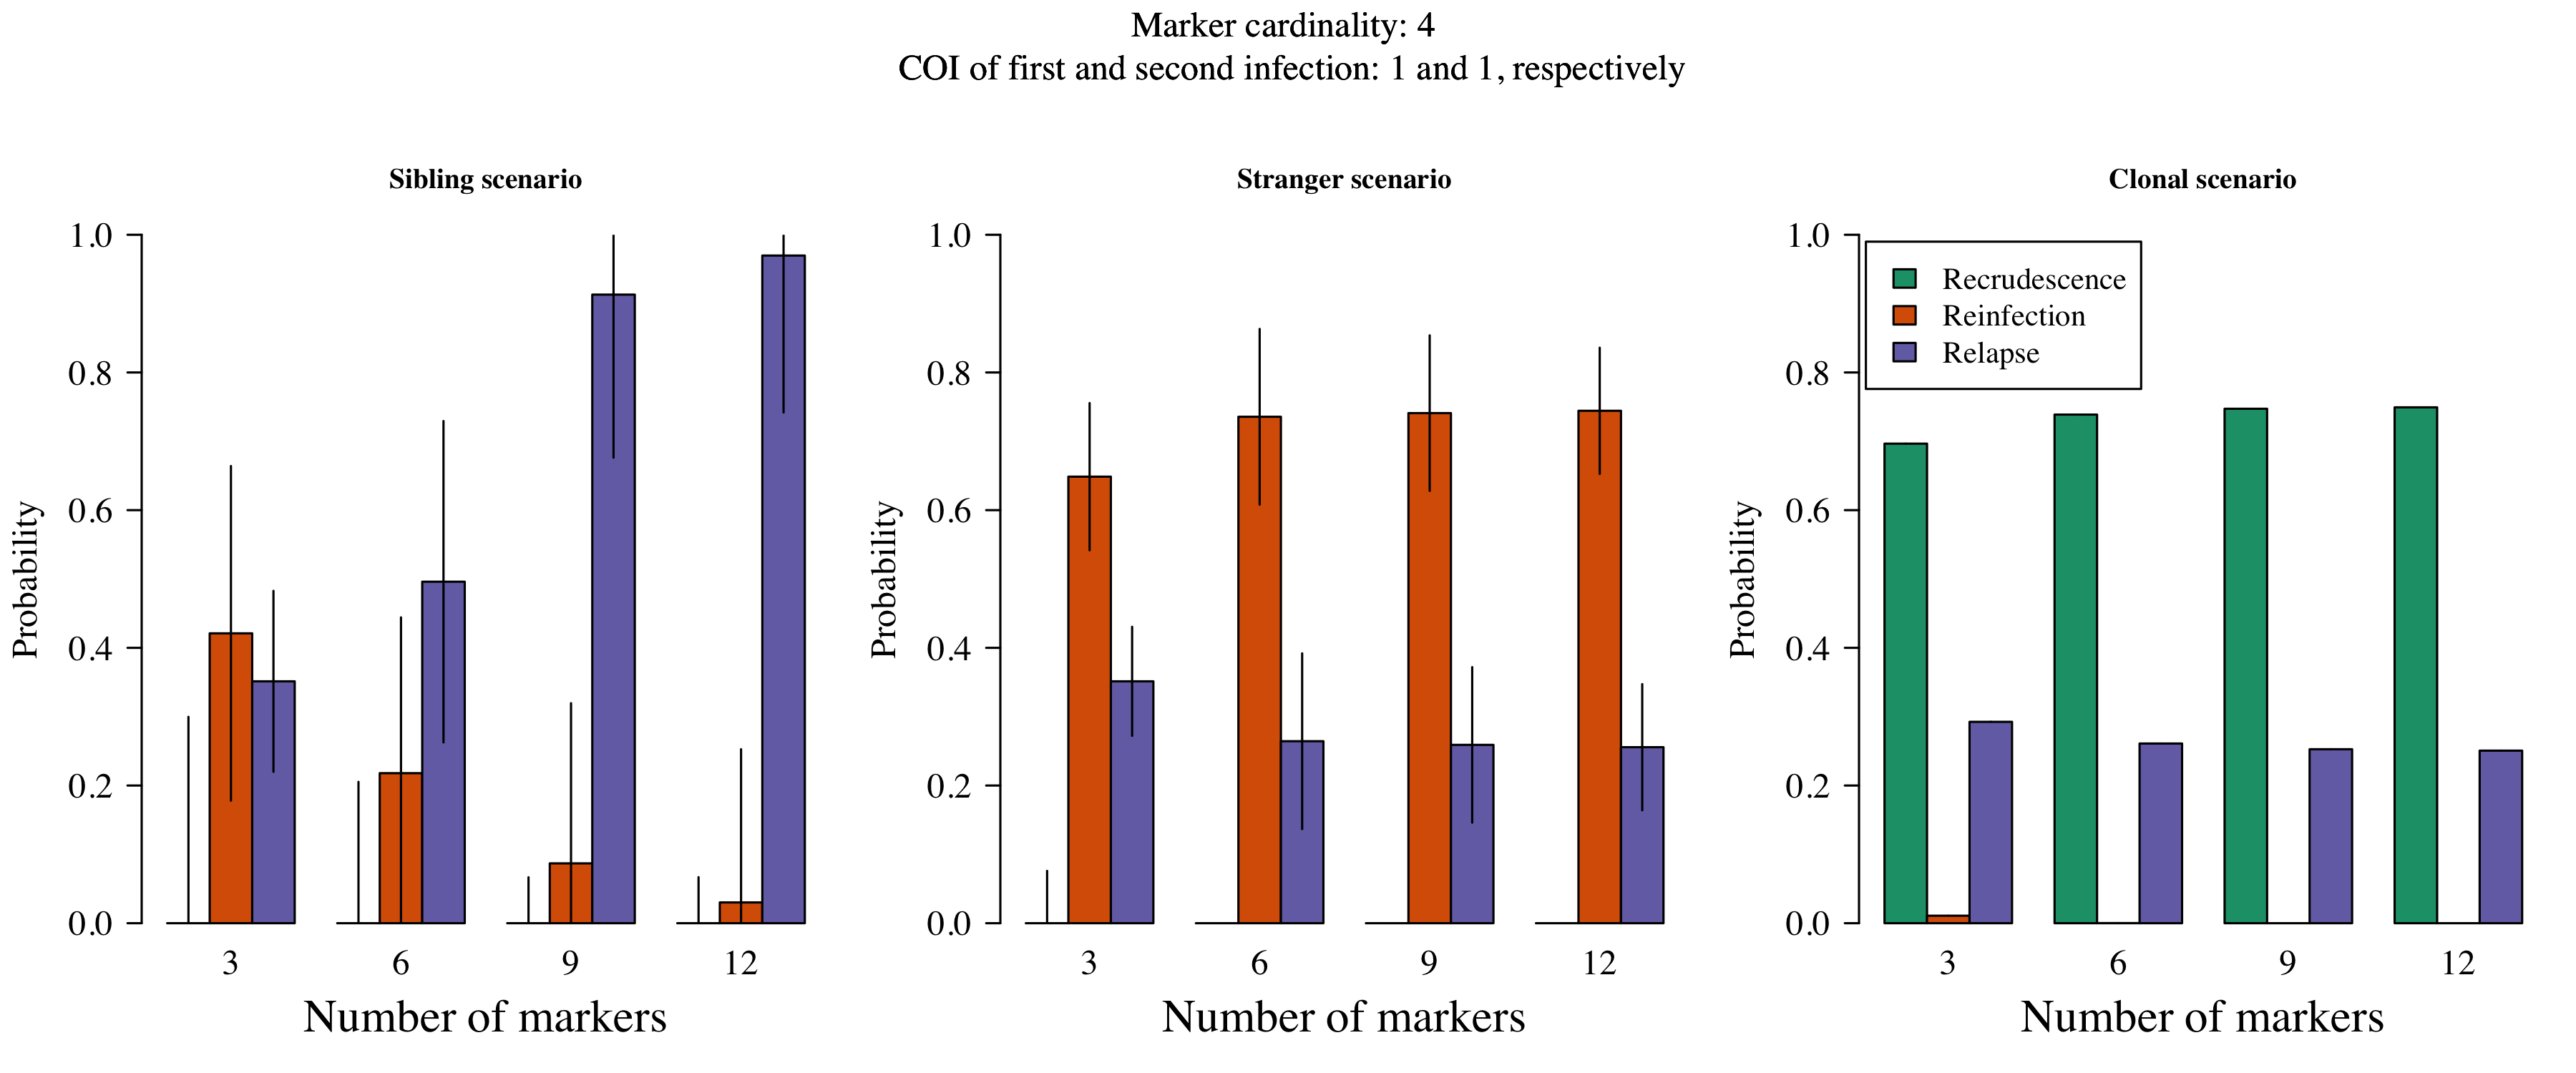 Marker cardinality: 4
COI of first and second infection: 1 and 1, respectively
Sibling scenario
1.0
0.8
0.6
0.4
0.2
0.0
Probability
3 6 9 12
Number of markers
Stranger scenario
1.0
0.8
0.6
0.4
0.2
0.0
Probability
3 6 9 12
Number of markers
Clonal scenario
1.0
0.8
0.6
0.4
0.2
0.0
Probability
Recrudescence
Reinfection
Relapse
3 6 9 12
Number of markers